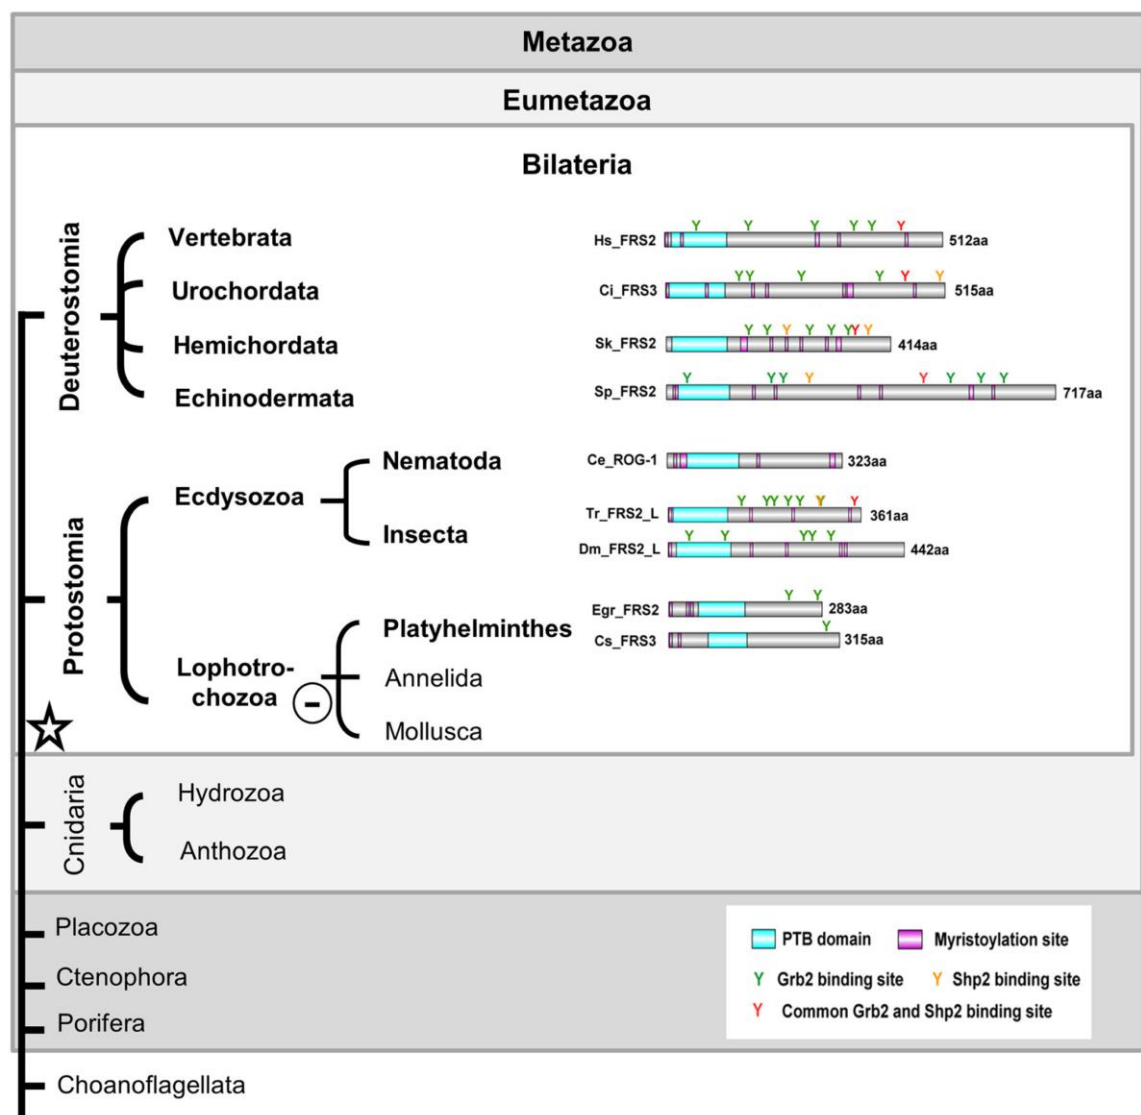 Metazoa
Eumetazoa
Bilateria
Deuterostomia
Vertebrata
Urochordata
Hemichordata
Echinodermata
Hs_FRS2 512aa
Ci_FRS3 515aa
Sk_FRS2 414aa
Sp_FRS2 717aa
Protostomia
Ecdysozoa
Nematoda
Insecta
Ce_ROG-1 323aa
Tr_FRS2_L 361aa
Dm_FRS2_L 442aa
Lophotro-
chozoa
-
Platyhelminthes
Annelida
Mollusca
Egr_FRS2 283aa
Cs_FRS3 315aa
Cnidaria
Hydrozoa
Anthozoa
Placozoa
Ctenophora
Porifera
Choanoflagellata
PTB domain Myristoylation site
Y Grb2 binding site Y Shp2 binding site
Y Common Grb2 and Shp2 binding site